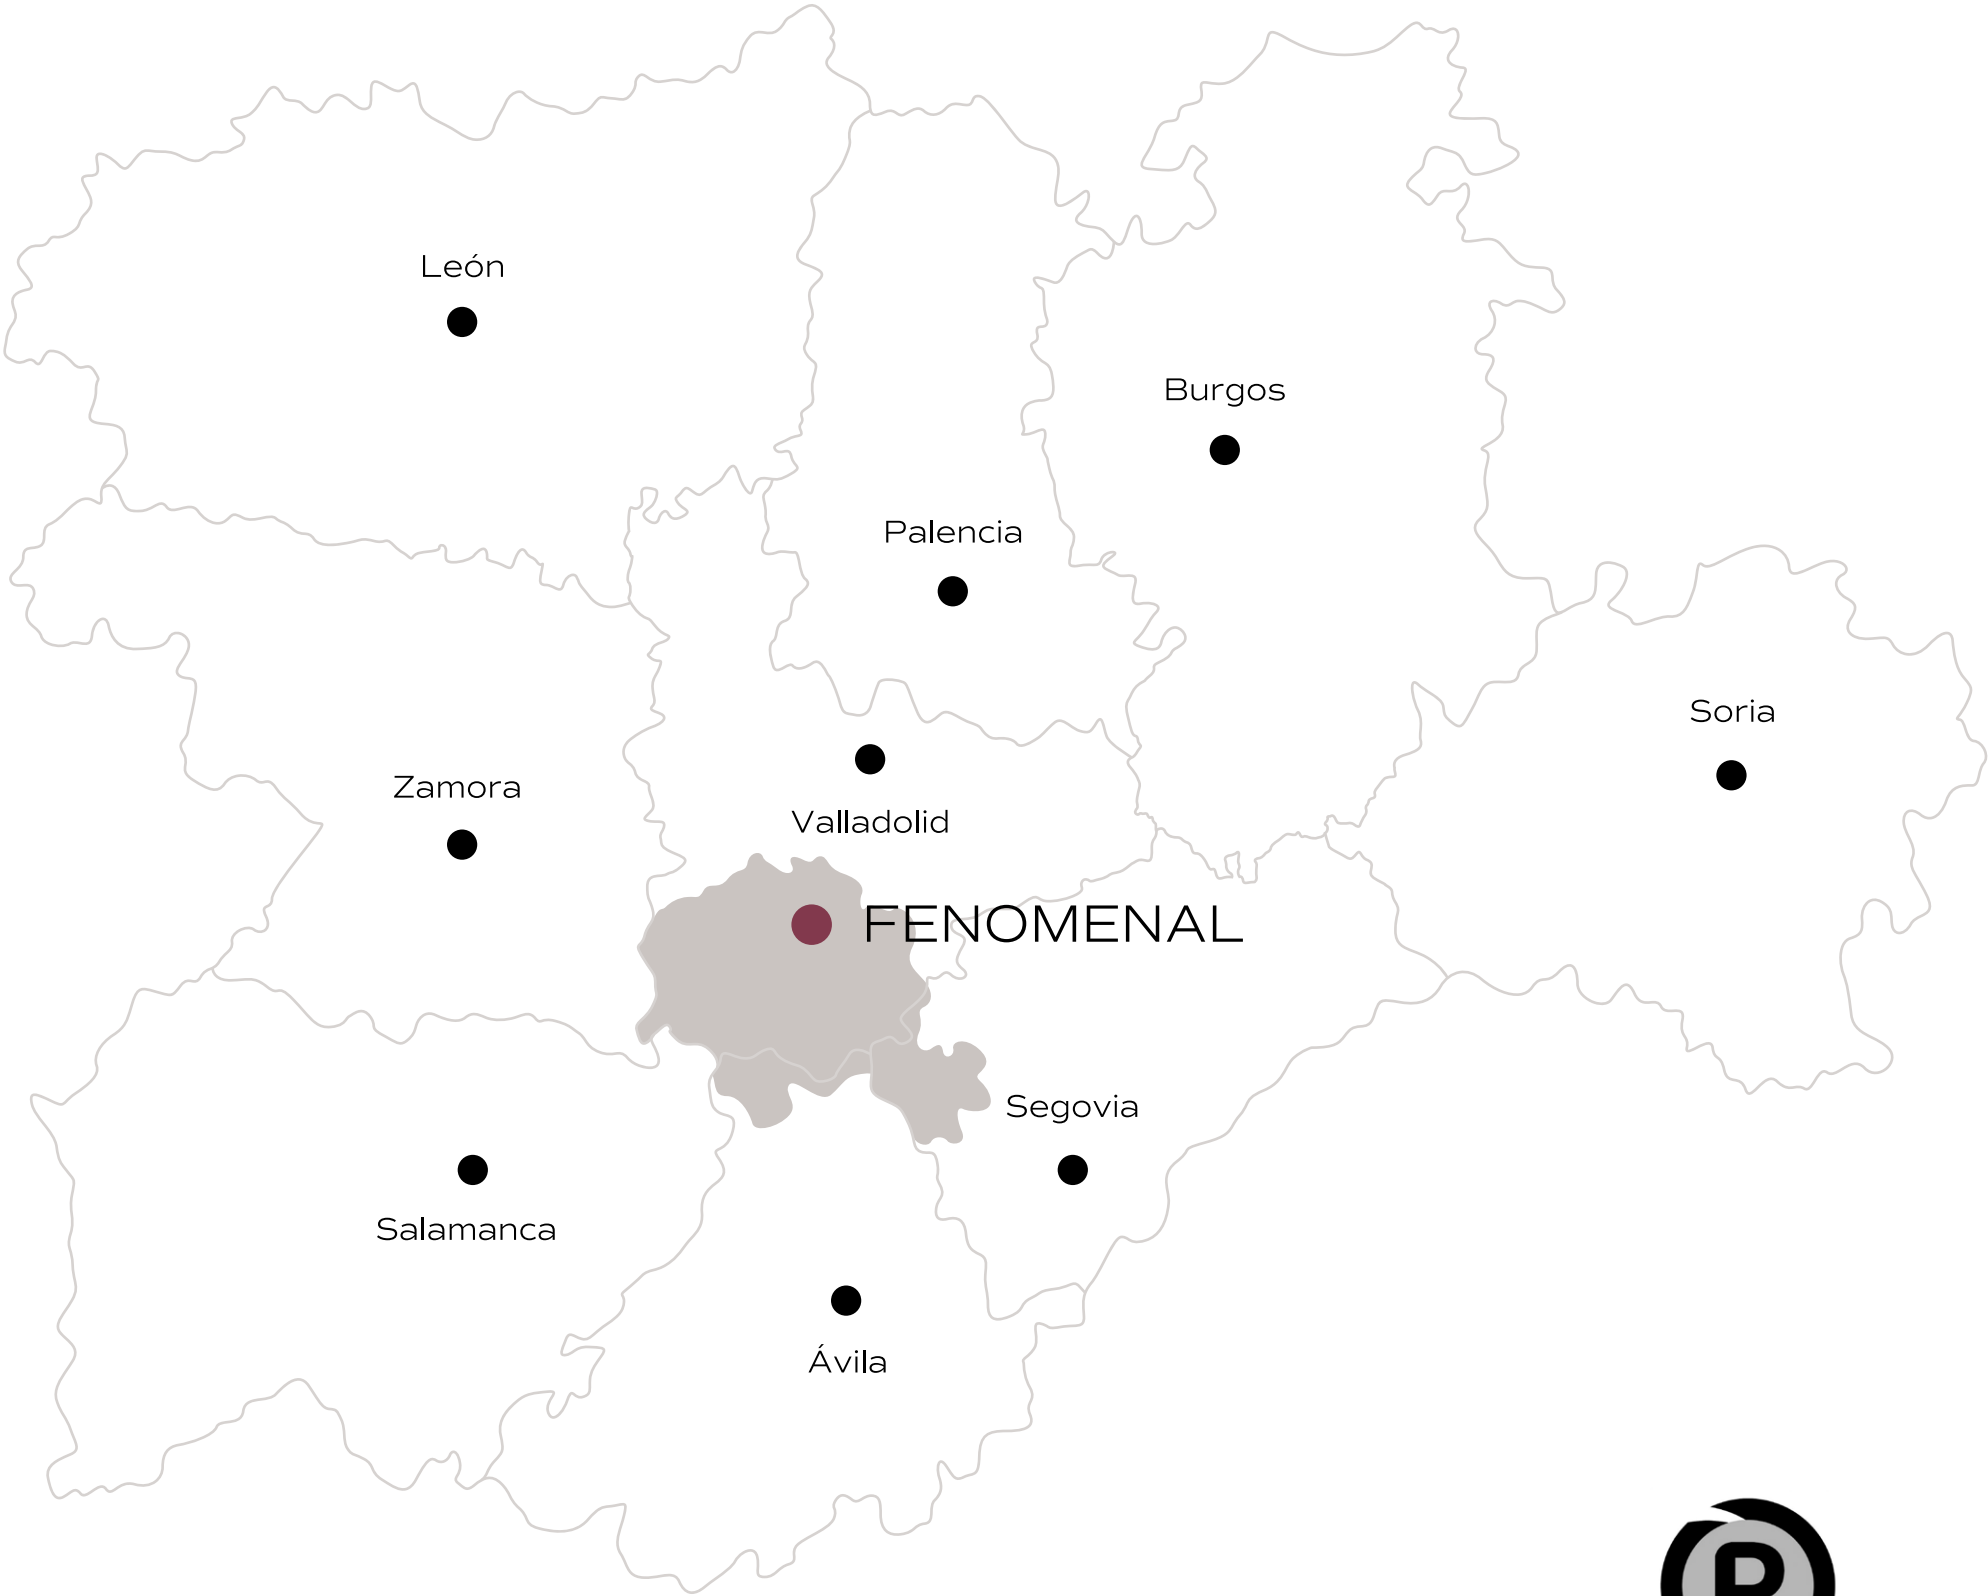 León
Burgos
Palencia
Soria
Zamora
Valladolid
FENOMENAL
Segovia
Salamanca
Ávila
R